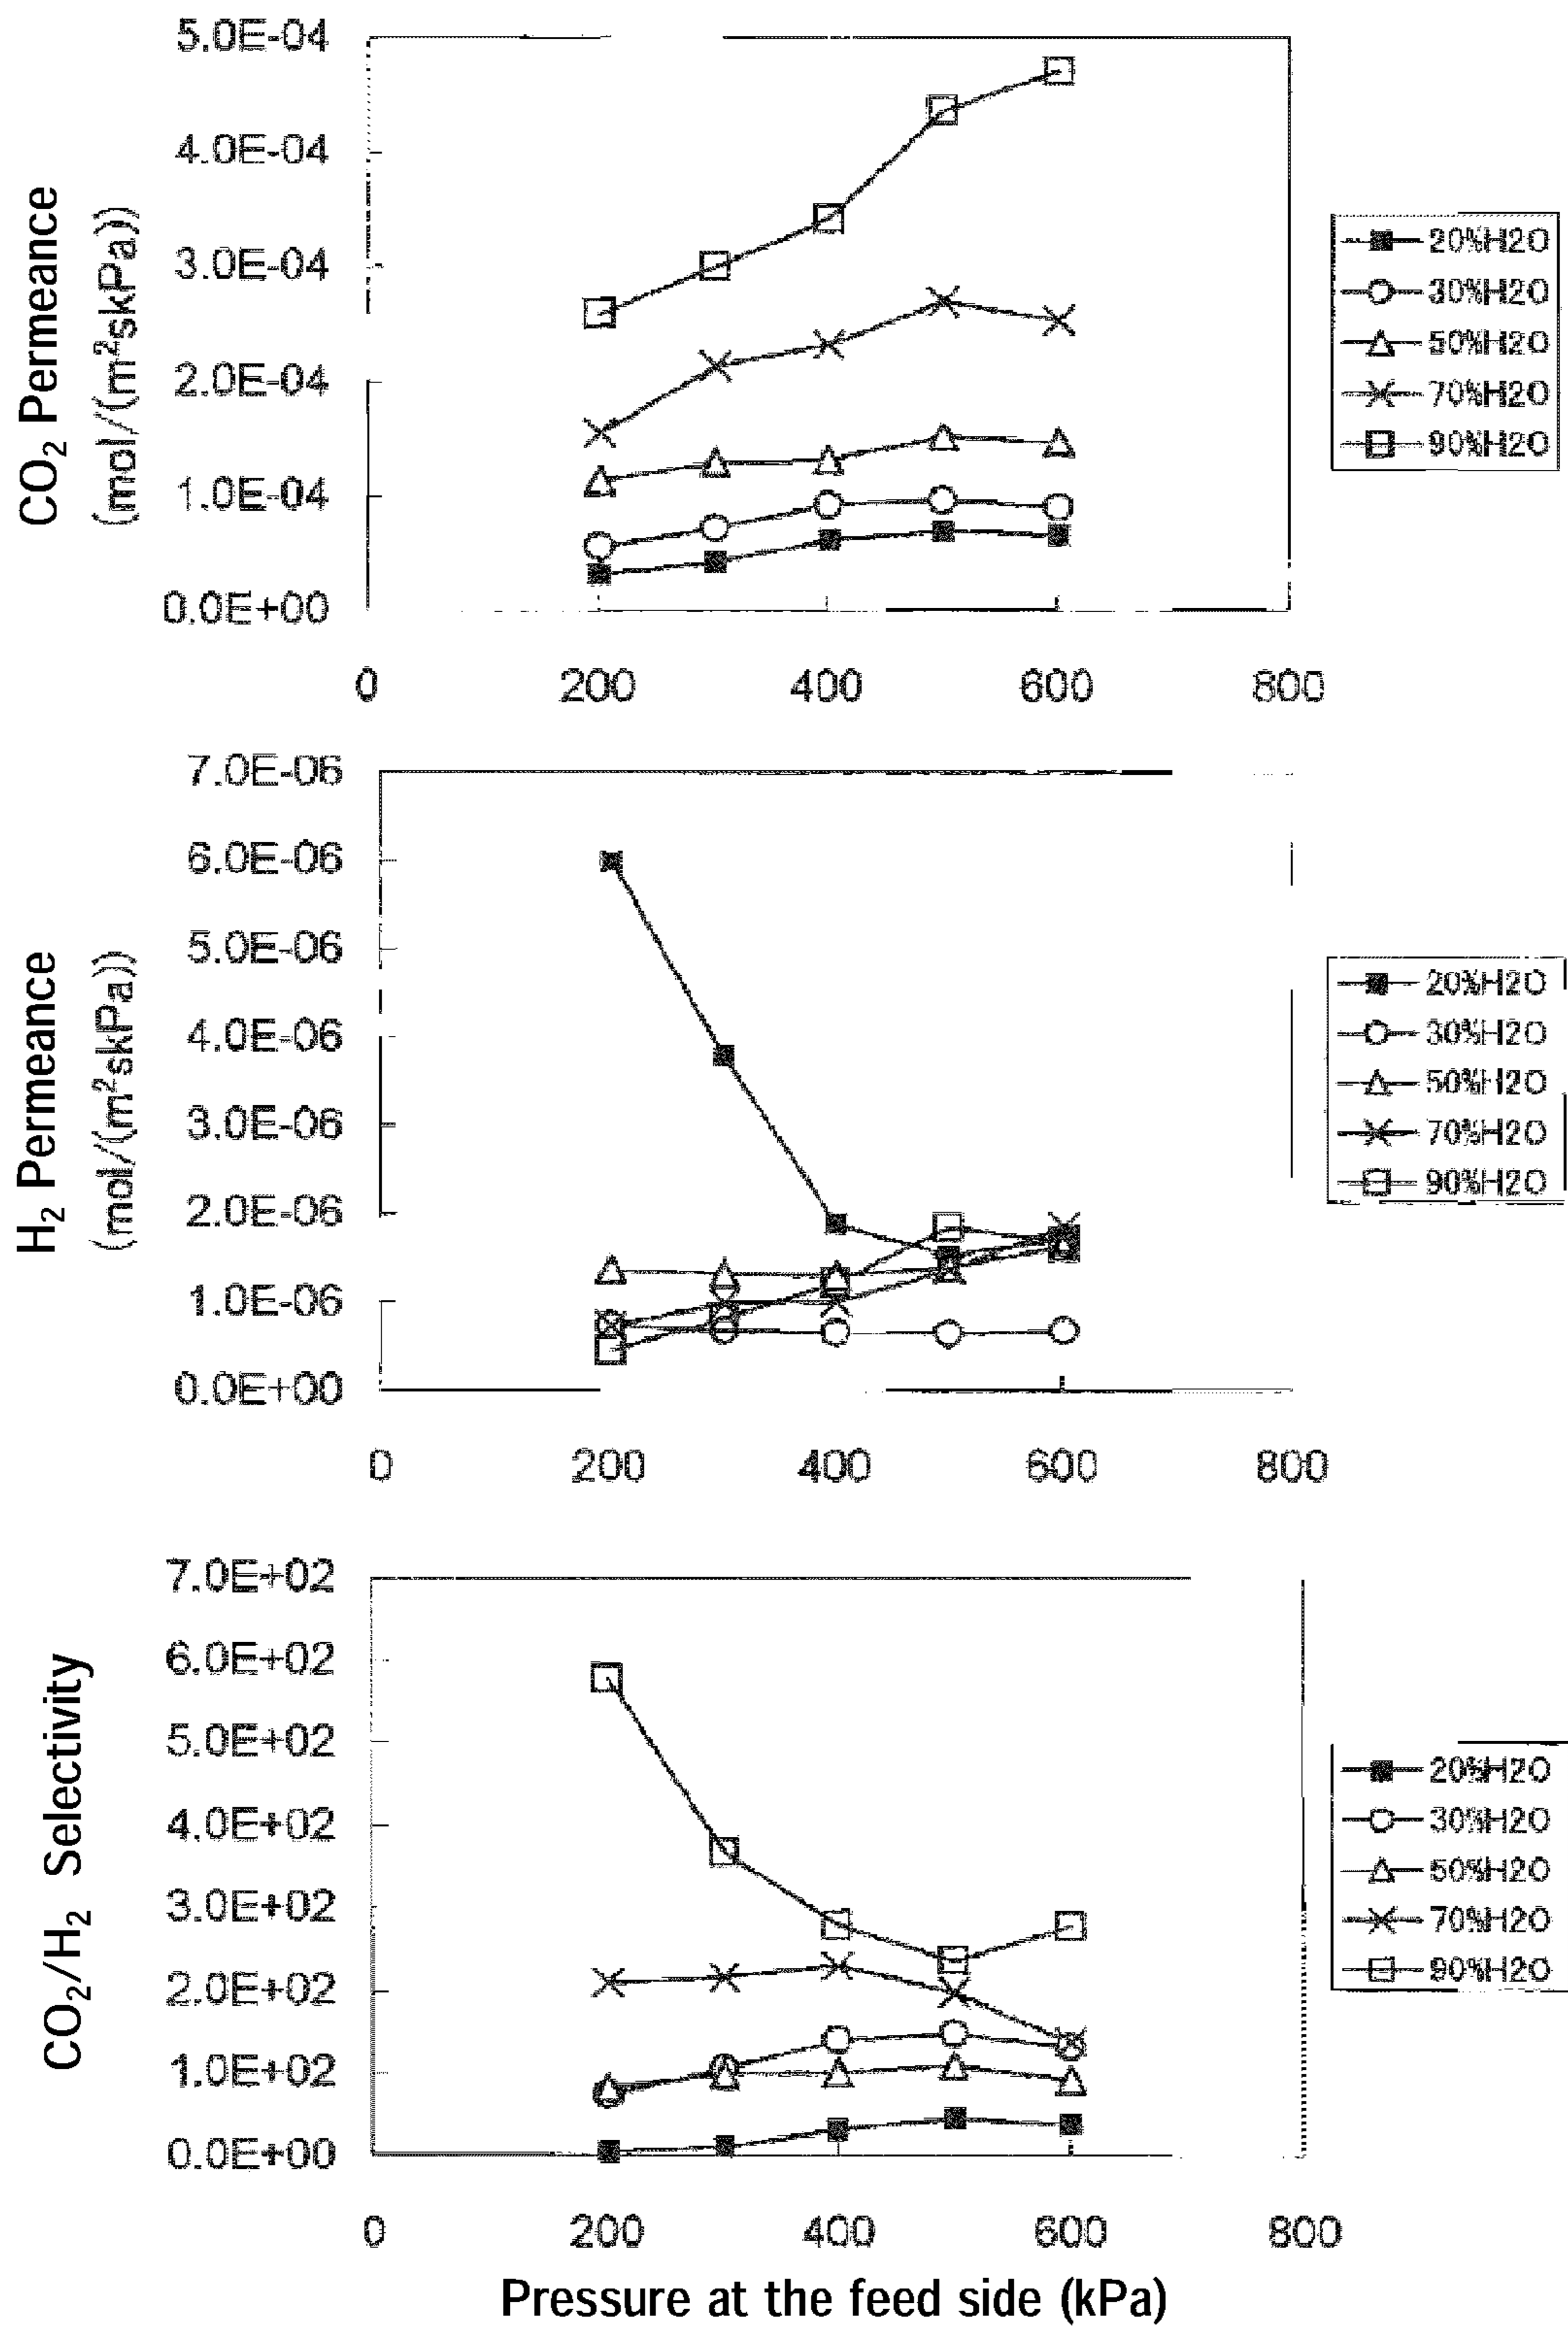 5.0E-04
4.0E-04
3.0E-04
2.0E-04
1.0E-04
0.0E+00
CO₂ Permeance
(mol/(m²skPa))
0 200 400 600 800
20%H2O
30%H2O
50%H2O
70%H2O
90%H2O
7.0E-06
6.0E-06
5.0E-06
4.0E-06
3.0E-06
2.0E-06
1.0E-06
0.0E+00
H₂ Permeance
(mol/(m²skPa))
0 200 400 600 800
20%H2O
30%H2O
50%H2O
70%H2O
90%H2O
7.0E+02
6.0E+02
5.0E+02
4.0E+02
3.0E+02
2.0E+02
1.0E+02
0.0E+00
CO₂/H₂ Selectivity
0 200 400 600 800
20%H2O
30%H2O
50%H2O
70%H2O
90%H2O
Pressure at the feed side (kPa)